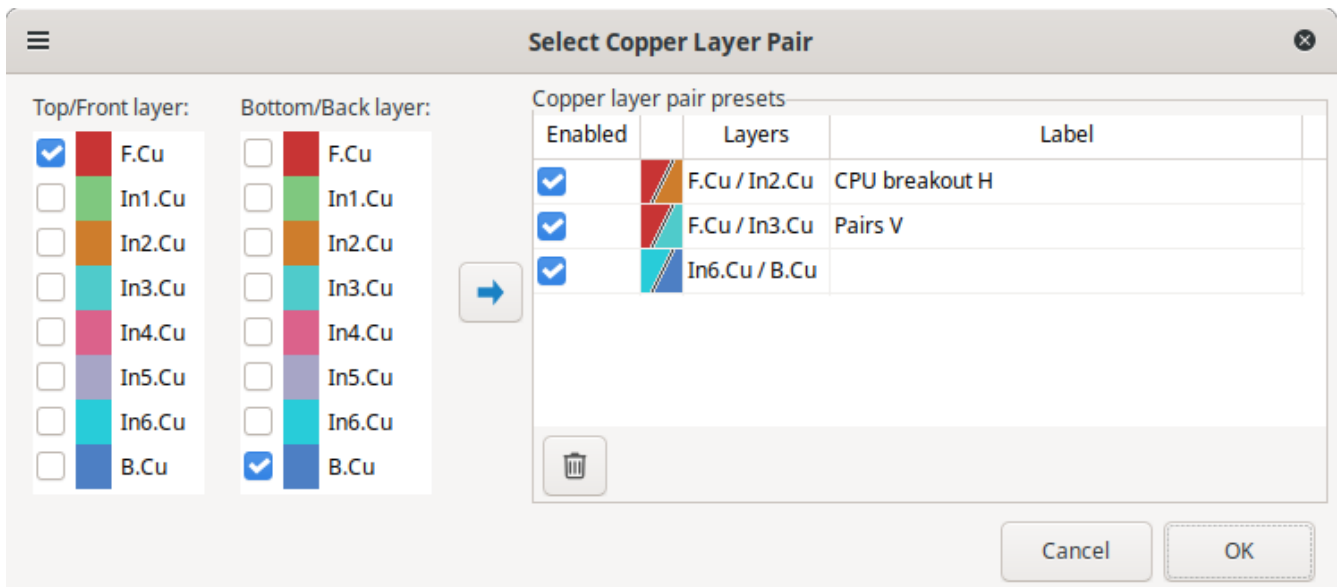 Select Copper Layer Pair
Top/Front layer:
F.Cu
In1.Cu
In2.Cu
In3.Cu
In4.Cu
In5.Cu
In6.Cu
B.Cu
Bottom/Back layer:
F.Cu
In1.Cu
In2.Cu
In3.Cu
In4.Cu
In5.Cu
In6.Cu
B.Cu
Copper layer pair presets
Enabled Layers Label
F.Cu / In2.Cu CPU breakout H
F.Cu / In3.Cu Pairs V
In6.Cu / B.Cu
Cancel OK